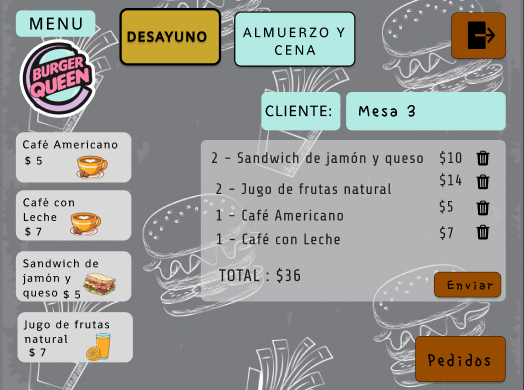 MENU
DESAYUNO
ALMUERZO Y
CENA
BURGER
QUEEN
CLIENTE:
Mesa 3
Café Americano
$ 5
Café con
Leche
$ 7
Sandwich de
jamón y
queso $ 5
Jugo de frutas
natural
$ 7
2 - Sandwich de jamón y queso $10
2 - Jugo de frutas natural $14
1 - Café Americano $5
1 - Café con Leche $7
TOTAL : $36
Enviar
Pedidos